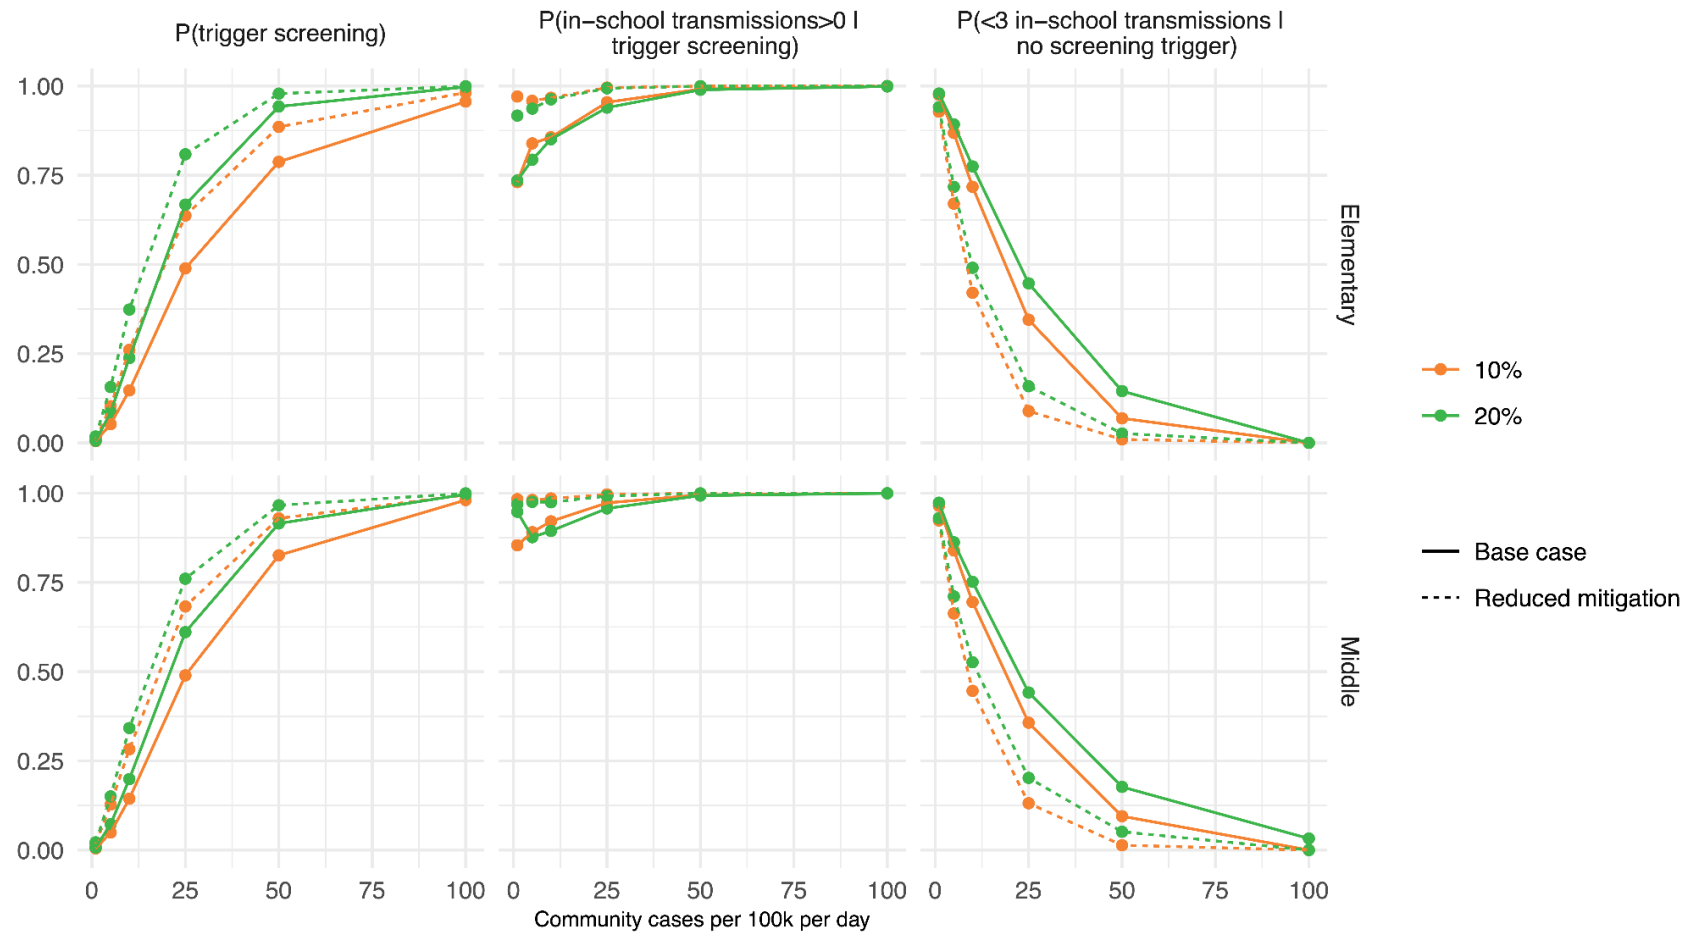 P(trigger screening)
P(in−school transmissions>0 |
trigger screening)
P(<3 in−school transmissions |
no screening trigger)
1.00
0.75
0.50
0.25
0.00
Elementary
1.00
0.75
0.50
0.25
0.00
Middle
0 25 50 75 100
0 25 50 75 100
0 25 50 75 100
Community cases per 100k per day
10%
20%
Base case
Reduced mitigation